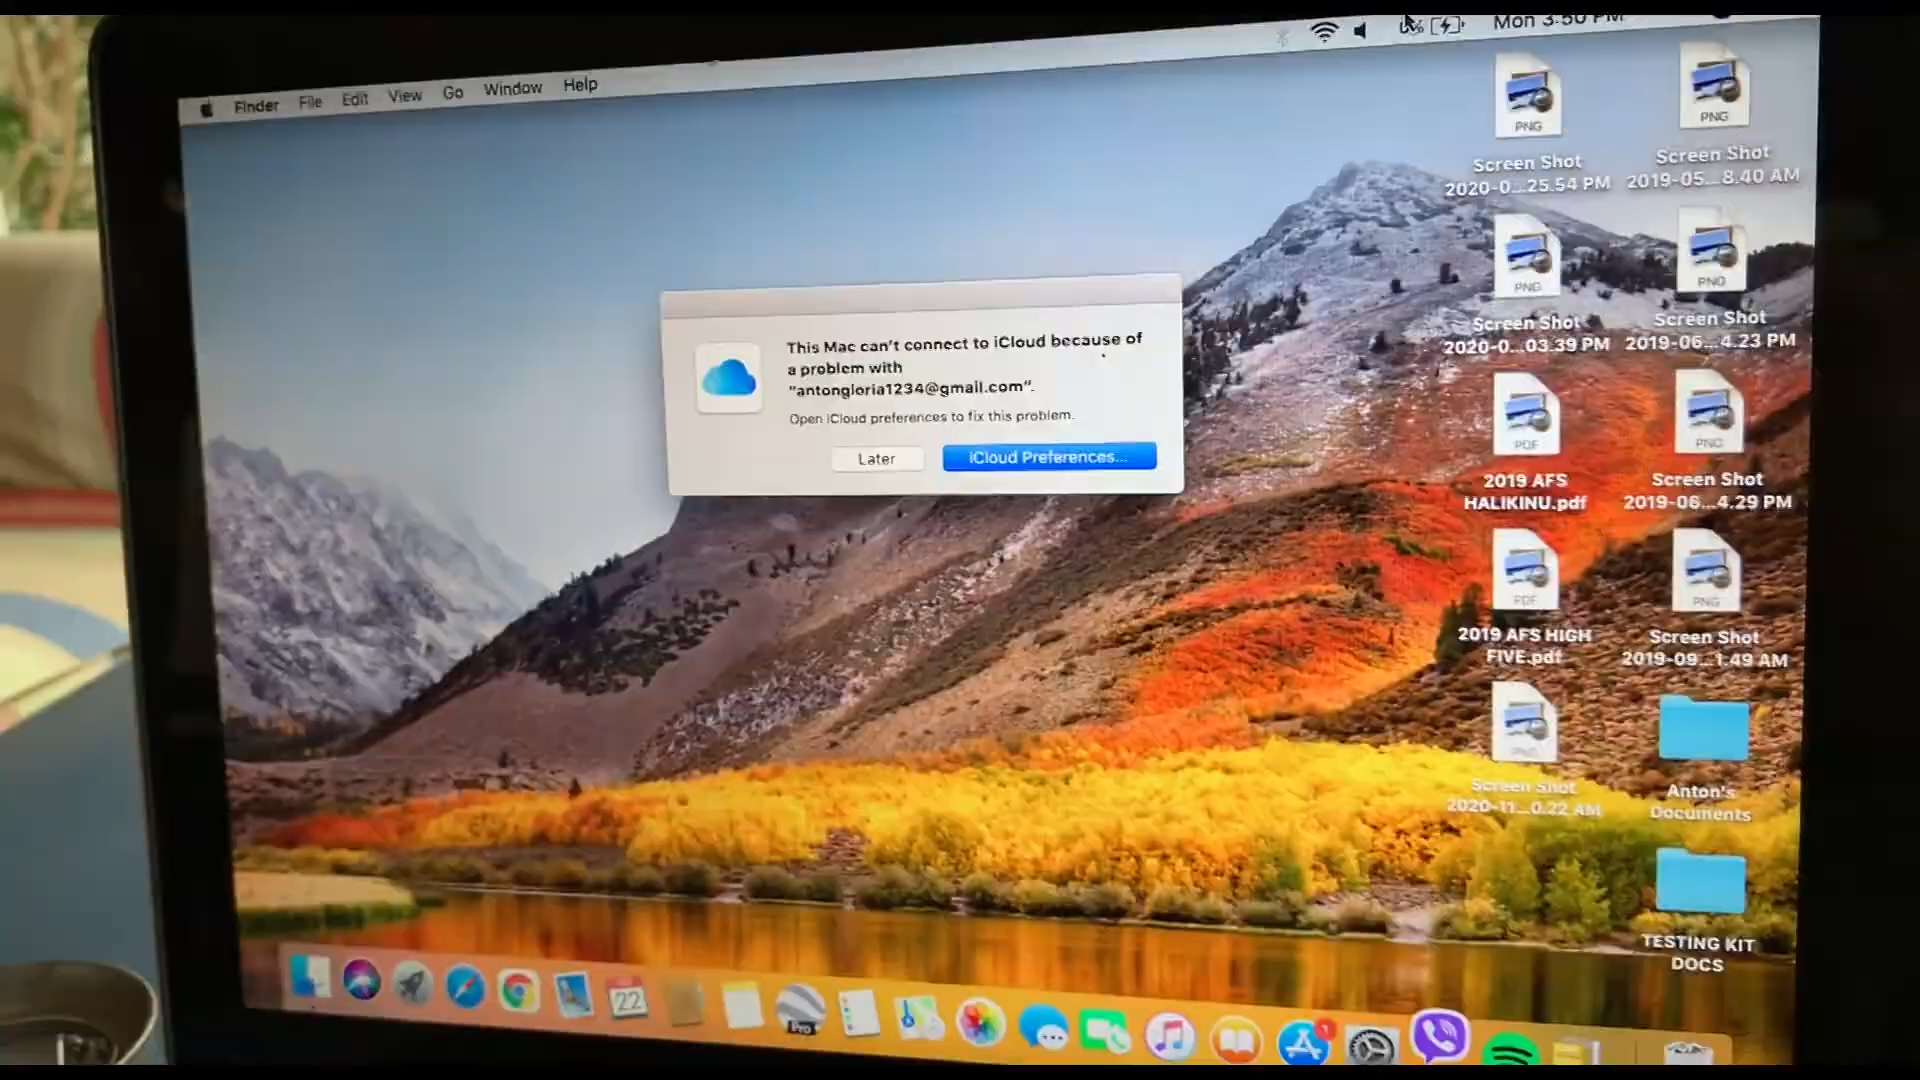 Finder File Edit View Go Window Help
Mon 3:50 PM
PNG
Screen Shot
2020-0...25.54 PM
PNG
Screen Shot
2019-05...8.40 AM
PNG
Screen Shot
2020-0...03.39 PM
PNG
Screen Shot
2019-06...4.23 PM
This Mac can't connect to iCloud because of
a problem with
"antongloria1234@gmail.com".
Open iCloud preferences to fix this problem.
Later
iCloud Preferences...
PDF
2019 AFS
HALIKINU.pdf
PNG
Screen Shot
2019-06...4.29 PM
PDF
2019 AFS HIGH
FIVE.pdf
PNG
Screen Shot
2019-09...1.49 AM
PNG
Screen Shot
2020-11...0.22 AM
Anton's
Documents
TESTING KIT
DOCS
22
Pro
1